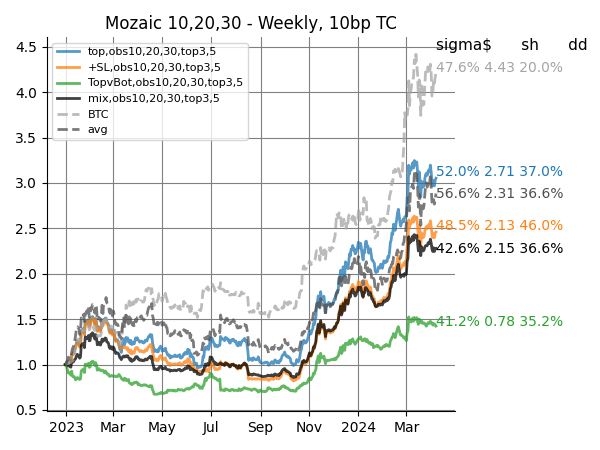 Mozaic 10,20,30 - Weekly, 10bp TC
sigma$ sh dd
top,obs10,20,30,top3,5
+SL,obs10,20,30,top3,5
TopvBot,obs10,20,30,top3,5
mix,obs10,20,30,top3,5
BTC
avg
47.6% 4.43 20.0%
52.0% 2.71 37.0%
56.6% 2.31 36.6%
48.5% 2.13 46.0%
42.6% 2.15 36.6%
41.2% 0.78 35.2%
4.5
4.0
3.5
3.0
2.5
2.0
1.5
1.0
0.5
2023 Mar May Jul Sep Nov 2024 Mar